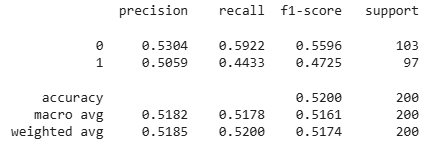 precision recall f1-score support
0 0.5304 0.5922 0.5596 103
1 0.5059 0.4433 0.4725 97
accuracy 0.5200 200
macro avg 0.5182 0.5178 0.5161 200
weighted avg 0.5185 0.5200 0.5174 200